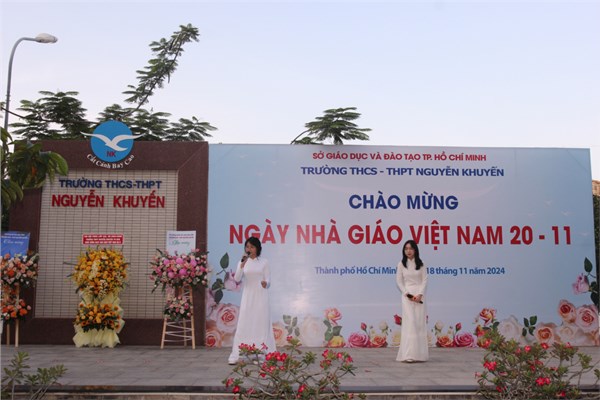 Cất Cánh Bay Cao
TRƯỜNG THCS - THPT
NGUYỄN KHUYẾN
SỞ GIÁO DỤC VÀ ĐÀO TẠO TP. HỒ CHÍ MINH
TRƯỜNG THCS - THPT NGUYỄN KHUYẾN
CHÀO MỪNG
NGÀY NHÀ GIÁO VIỆT NAM 20 - 11
Thành phố Hồ Chí Minh 18 tháng 11 năm 2024